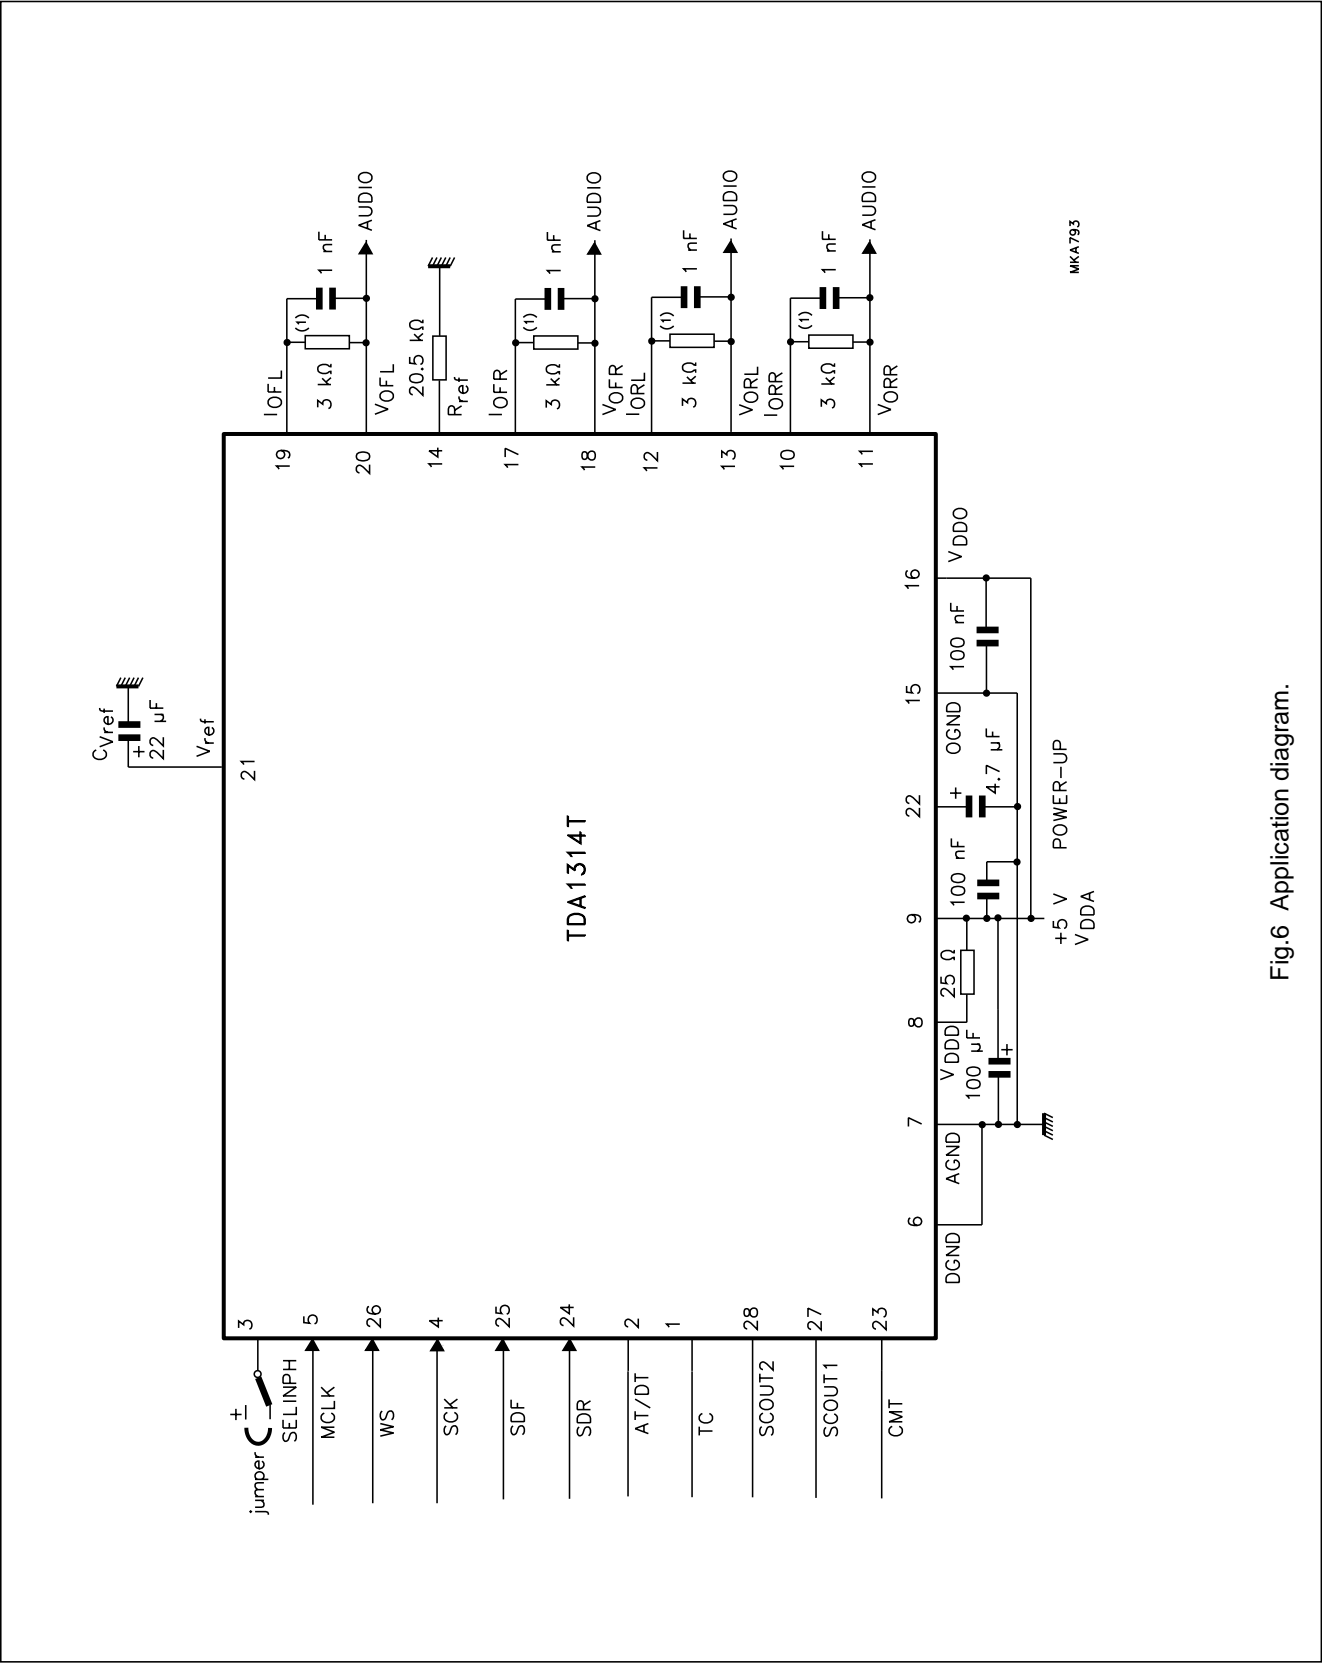 jumper
+
−
SELINPH
3
MCLK
5
WS
26
SCK
4
SDF
25
SDR
24
AT/DT
2
TC
1
SCOUT2
28
SCOUT1
27
CMT
23
CVref
+
22 µF
Vref
21
TDA1314T
19
IOFL
3 kΩ
(1)
1 nF
20
VOFL
AUDIO
14
Rref
20.5 kΩ
17
IOFR
3 kΩ
(1)
1 nF
18
VOFR
AUDIO
12
IORL
3 kΩ
(1)
1 nF
13
VORL
AUDIO
10
IORR
3 kΩ
(1)
1 nF
11
VORR
AUDIO
6
DGND
7
AGND
8
VDDD
100 µF
+
25 Ω
9
100 nF
22
+
4.7 µF
15
OGND
100 nF
16
VDDO
+5 V
VDDA
POWER-UP
MKA793
Fig.6 Application diagram.